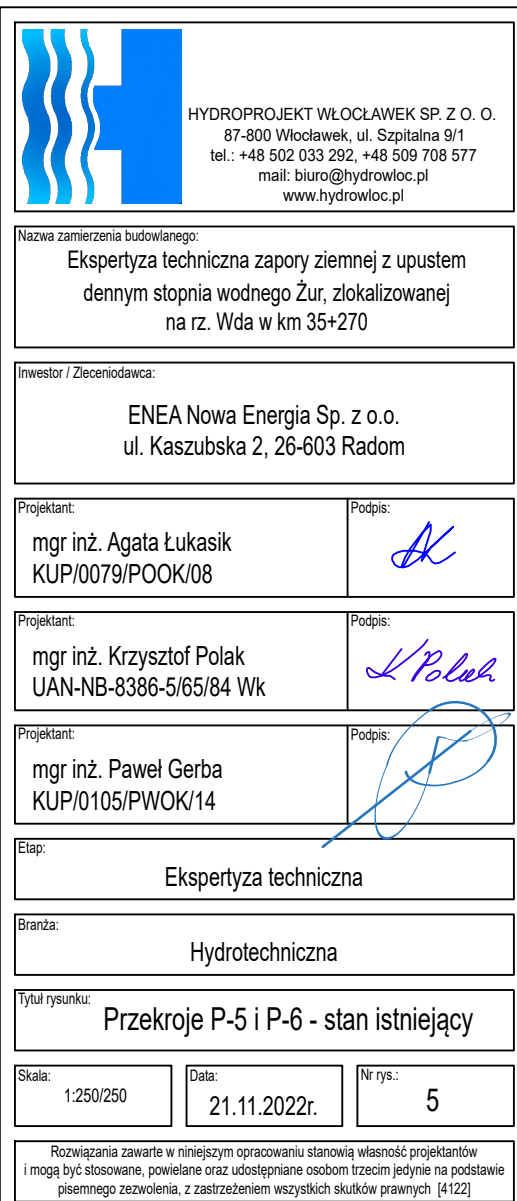 HYDROPROJEKT WŁOCŁAWEK SP. Z O. O.
87-800 Włocławek, ul. Szpitalna 9/1
tel.: +48 502 033 292, +48 509 708 577
mail: biuro@hydrowloc.pl
www.hydrowloc.pl
Nazwa zamierzenia budowlanego:
Ekspertyza techniczna zapory ziemnej z upustem
dennym stopnia wodnego Żur, zlokalizowanej
na rz. Wda w km 35+270
Inwestor / Zleceniodawca:
ENEA Nowa Energia Sp. z o.o.
ul. Kaszubska 2, 26-603 Radom
Projektant:
Podpis:
mgr inż. Agata Łukasik
KUP/0079/POOK/08
Projektant:
Podpis:
mgr inż. Krzysztof Polak
UAN-NB-8386-5/65/84 Wk
K Polak
Projektant:
Podpis:
mgr inż. Paweł Gerba
KUP/0105/PWOK/14
Etap:
Ekspertyza techniczna
Branża:
Hydrotechniczna
Tytuł rysunku:
Przekroje P-5 i P-6 - stan istniejący
Skala:
1:250/250
Data:
21.11.2022r.
Nr rys.:
5
Rozwiązania zawarte w niniejszym opracowaniu stanowią własność projektantów
i mogą być stosowane, powielane oraz udostępniane osobom trzecim jedynie na podstawie
pisemnego zezwolenia, z zastrzeżeniem wszystkich skutków prawnych [4122]